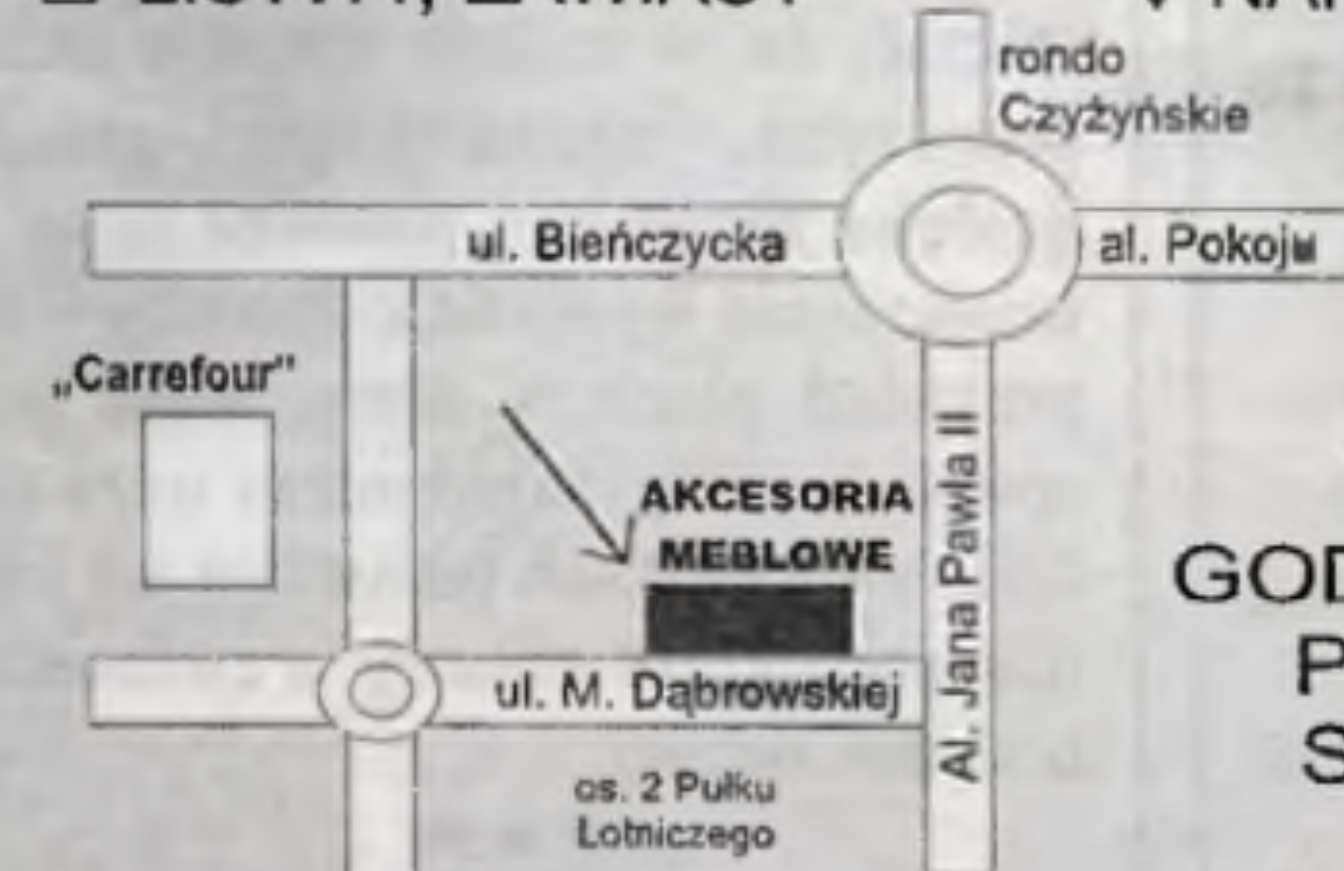 rondo
Czyżyńskie
ul. Bieńczycka
al. Pokoju
„Carrefour"
AKCESORIA
MEBLOWE
Al. Jana Pawła II
GOD
P
S
ul. M. Dąbrowskiej
os. 2 Pułku
Lotniczego